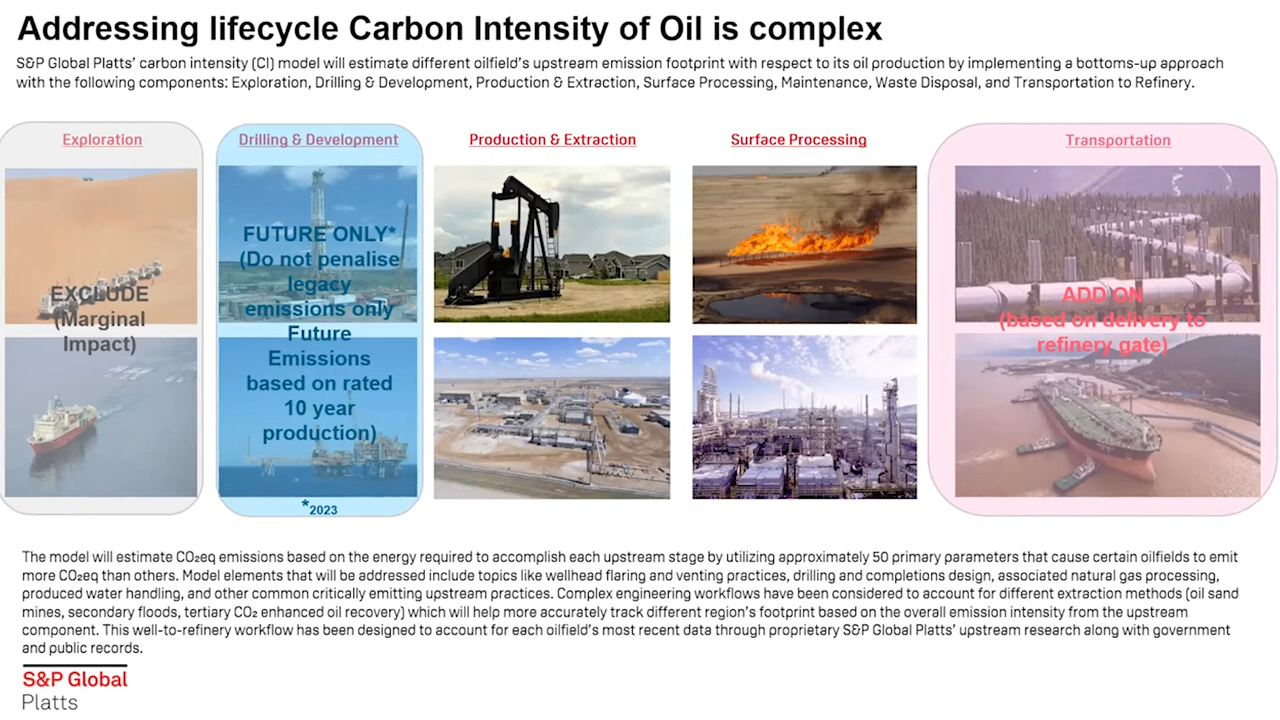 Addressing lifecycle Carbon Intensity of Oil is complex
S&P Global Platts' carbon intensity (CI) model will estimate different oilfield's upstream emission footprint with respect to its oil production by implementing a bottoms-up approach
with the following components: Exploration, Drilling & Development, Production & Extraction, Surface Processing, Maintenance, Waste Disposal, and Transportation to Refinery.
Exploration
EXCLUDE
(Marginal
Impact)
Drilling & Development
FUTURE ONLY*
(Do not penalise
legacy
emissions only
Future
Emissions
based on rated
10 year
production)
*2023
Production & Extraction
Surface Processing
Transportation
ADD ON
(based on delivery to
refinery gate)
The model will estimate CO₂eq emissions based on the energy required to accomplish each upstream stage by utilizing approximately 50 primary parameters that cause certain oilfields to emit
more CO₂eq than others. Model elements that will be addressed include topics like wellhead flaring and venting practices, drilling and completions design, associated natural gas processing,
produced water handling, and other common critically emitting upstream practices. Complex engineering workflows have been considered to account for different extraction methods (oil sand
mines, secondary floods, tertiary CO₂ enhanced oil recovery) which will help more accurately track different region's footprint based on the overall emission intensity from the upstream
component. This well-to-refinery workflow has been designed to account for each oilfield's most recent data through proprietary S&P Global Platts' upstream research along with government
and public records.
S&P Global
Platts